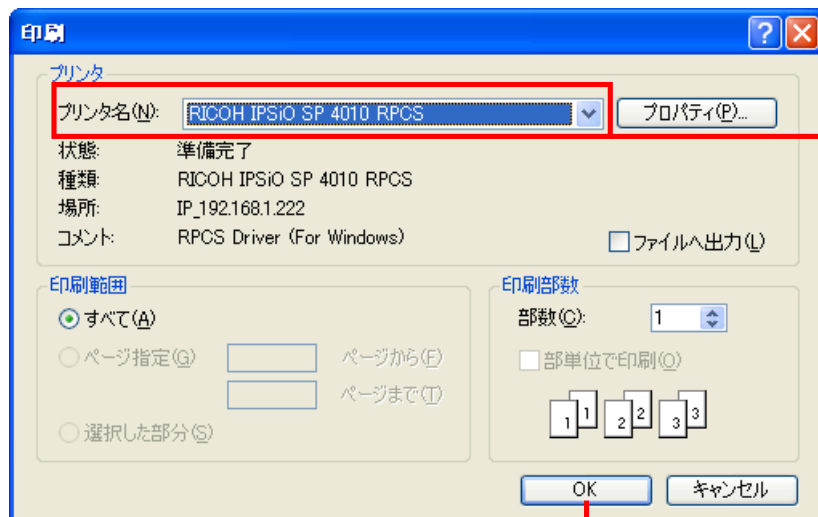 印刷
プリンタ
プリンタ名(N): RICOH IPSiO SP 4010 RPCS プロパティ(P)...
状態: 準備完了
種類: RICOH IPSiO SP 4010 RPCS
場所: IP_192.168.1.222
コメント: RPCS Driver (For Windows) ファイルへ出力(L)
印刷範囲 印刷部数
すべて(A) 部数(C): 1
ページ指定(G) ページから(F) 部単位で印刷(O)
ページまで(T)
1 1 2 2 3 3
選択した部分(S)
OK キャンセル